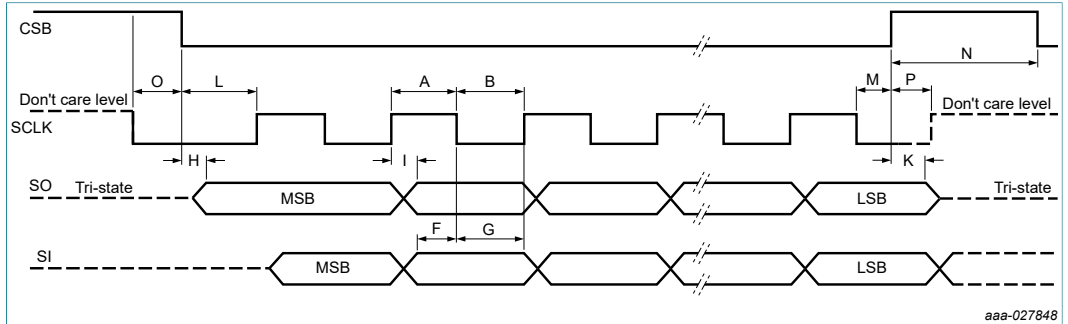 CSB
N
O L A B M P
Don't care level Don't care level
SCLK
H I K
SO Tri-state MSB LSB Tri-state
F G
SI MSB LSB
aaa-027848